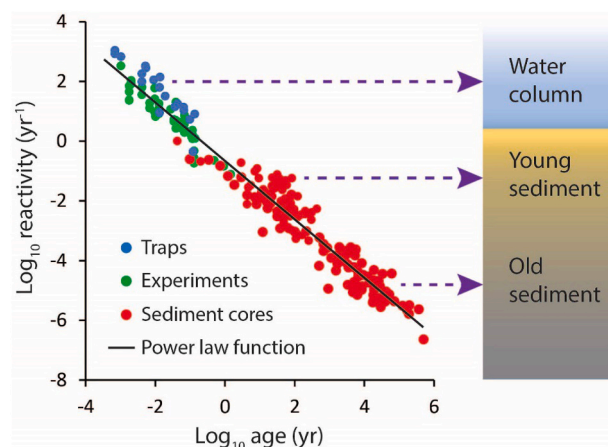 4
2
0
-2
-4
-6
-8
-4
-2
0
2
4
6
Log₁₀ reactivity (yr⁻¹)
Log₁₀ age (yr)
Traps
Experiments
Sediment cores
Power law function
Water
column
Young
sediment
Old
sediment